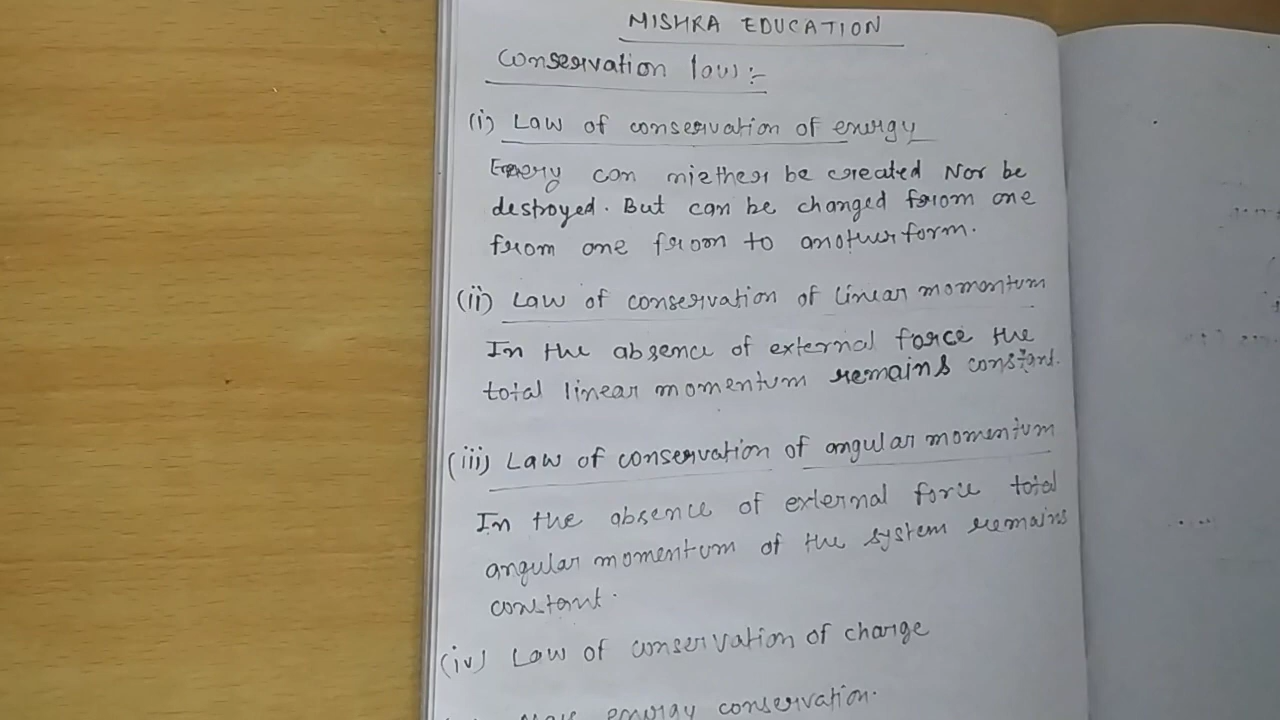 MISHRA EDUCATION
Conservation law :-
(i) Law of conservation of energy
Enery can niether be created Nor be
destroyed. But can be changed from one
from one from to another form.
(ii) Law of conservation of linear momentum
In the absence of external force the
total linear momentum remains constant.
(iii) Law of conservation of angular momentum
In the absence of external force total
angular momentum of the system remains
constant.
(iv) Law of conservation of charge
energy conservation.